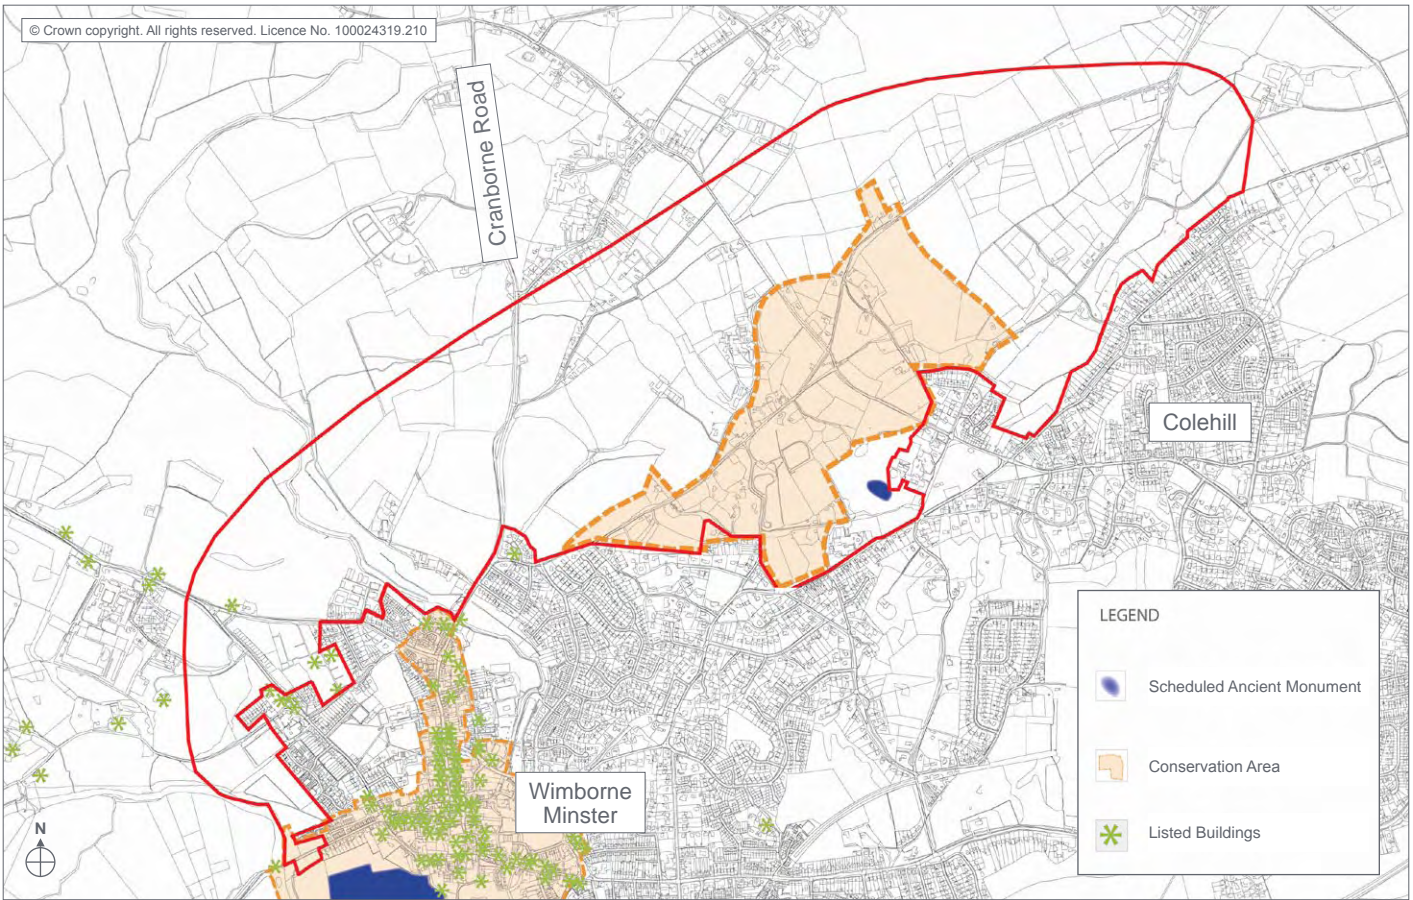 © Crown copyright. All rights reserved. Licence No. 100024319.210
Cranborne Road
Colehill
Wimborne
Minster
N
LEGEND
Scheduled Ancient Monument
Conservation Area
Listed Buildings